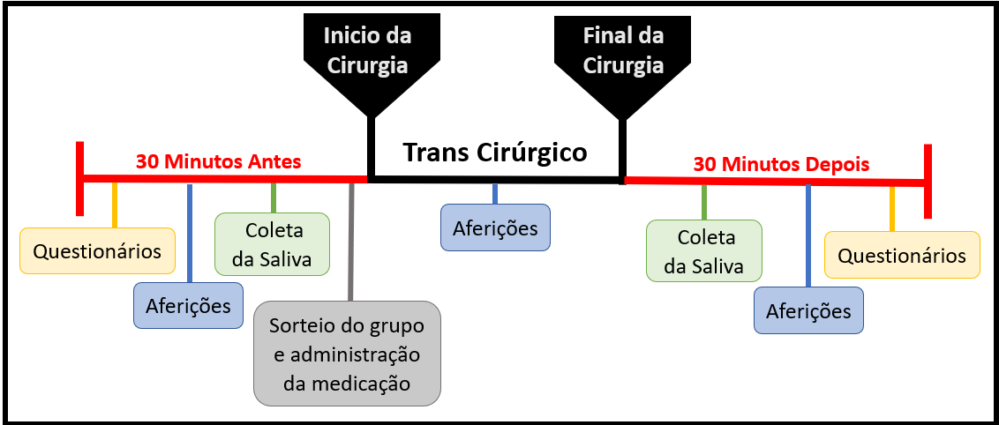 Inicio da
Cirurgia
Final da
Cirurgia
30 Minutos Antes
Trans Cirúrgico
30 Minutos Depois
Questionários
Aferições
Coleta
da Saliva
Sorteio do grupo
e administração
da medicação
Aferições
Coleta
da Saliva
Aferições
Questionários